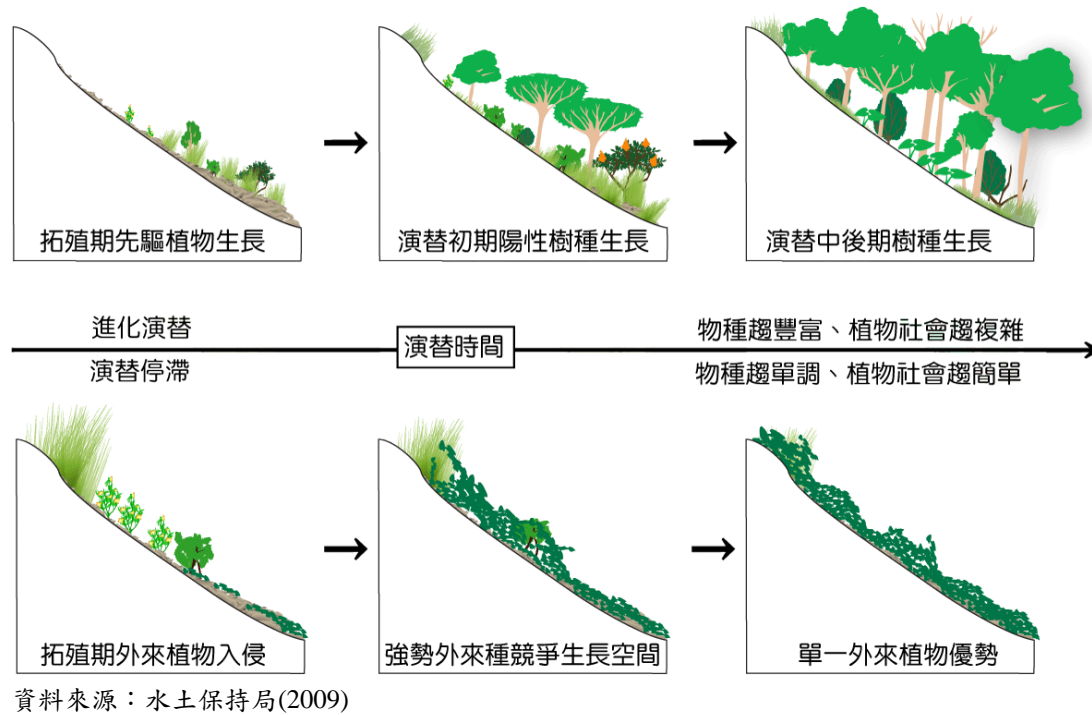 拓殖期先驅植物生長
演替初期陽性樹種生長
演替中後期樹種生長
進化演替
演替時間
物種趨豐富、植物社會趨複雜
演替停滯
物種趨單調、植物社會趨簡單
拓殖期外來植物入侵
強勢外來種競爭生長空間
單一外來植物優勢
資料來源：水土保持局(2009)